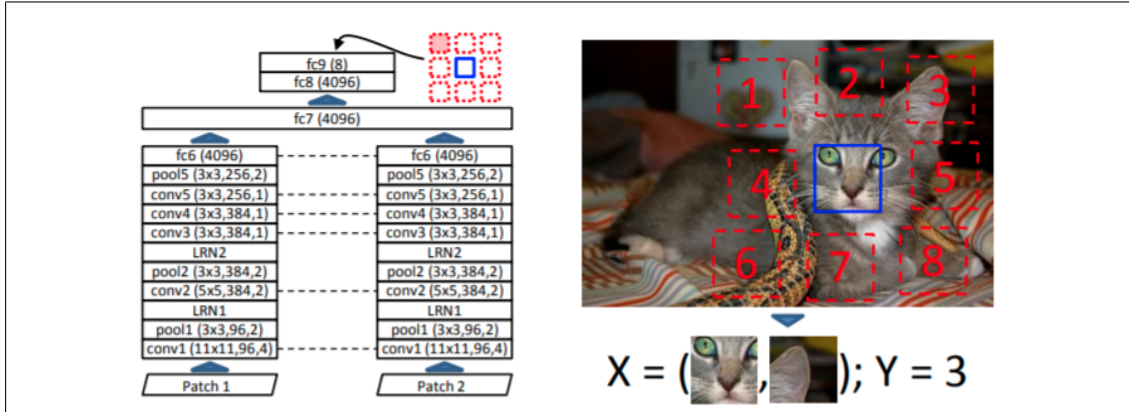 fc9 (8)
fc8 (4096)
fc7 (4096)
fc6 (4096)
pool5 (3x3,256,2)
conv5 (3x3,256,1)
conv4 (3x3,384,1)
conv3 (3x3,384,1)
LRN2
pool2 (3x3,384,2)
conv2 (5x5,384,2)
LRN1
pool1 (3x3,96,2)
conv1 (11x11,96,4)
Patch 1
fc6 (4096)
pool5 (3x3,256,2)
conv5 (3x3,256,1)
conv4 (3x3,384,1)
conv3 (3x3,384,1)
LRN2
pool2 (3x3,384,2)
conv2 (5x5,384,2)
LRN1
pool1 (3x3,96,2)
conv1 (11x11,96,4)
Patch 2
1
2
3
4
5
6
7
8
X = ( , ); Y = 3